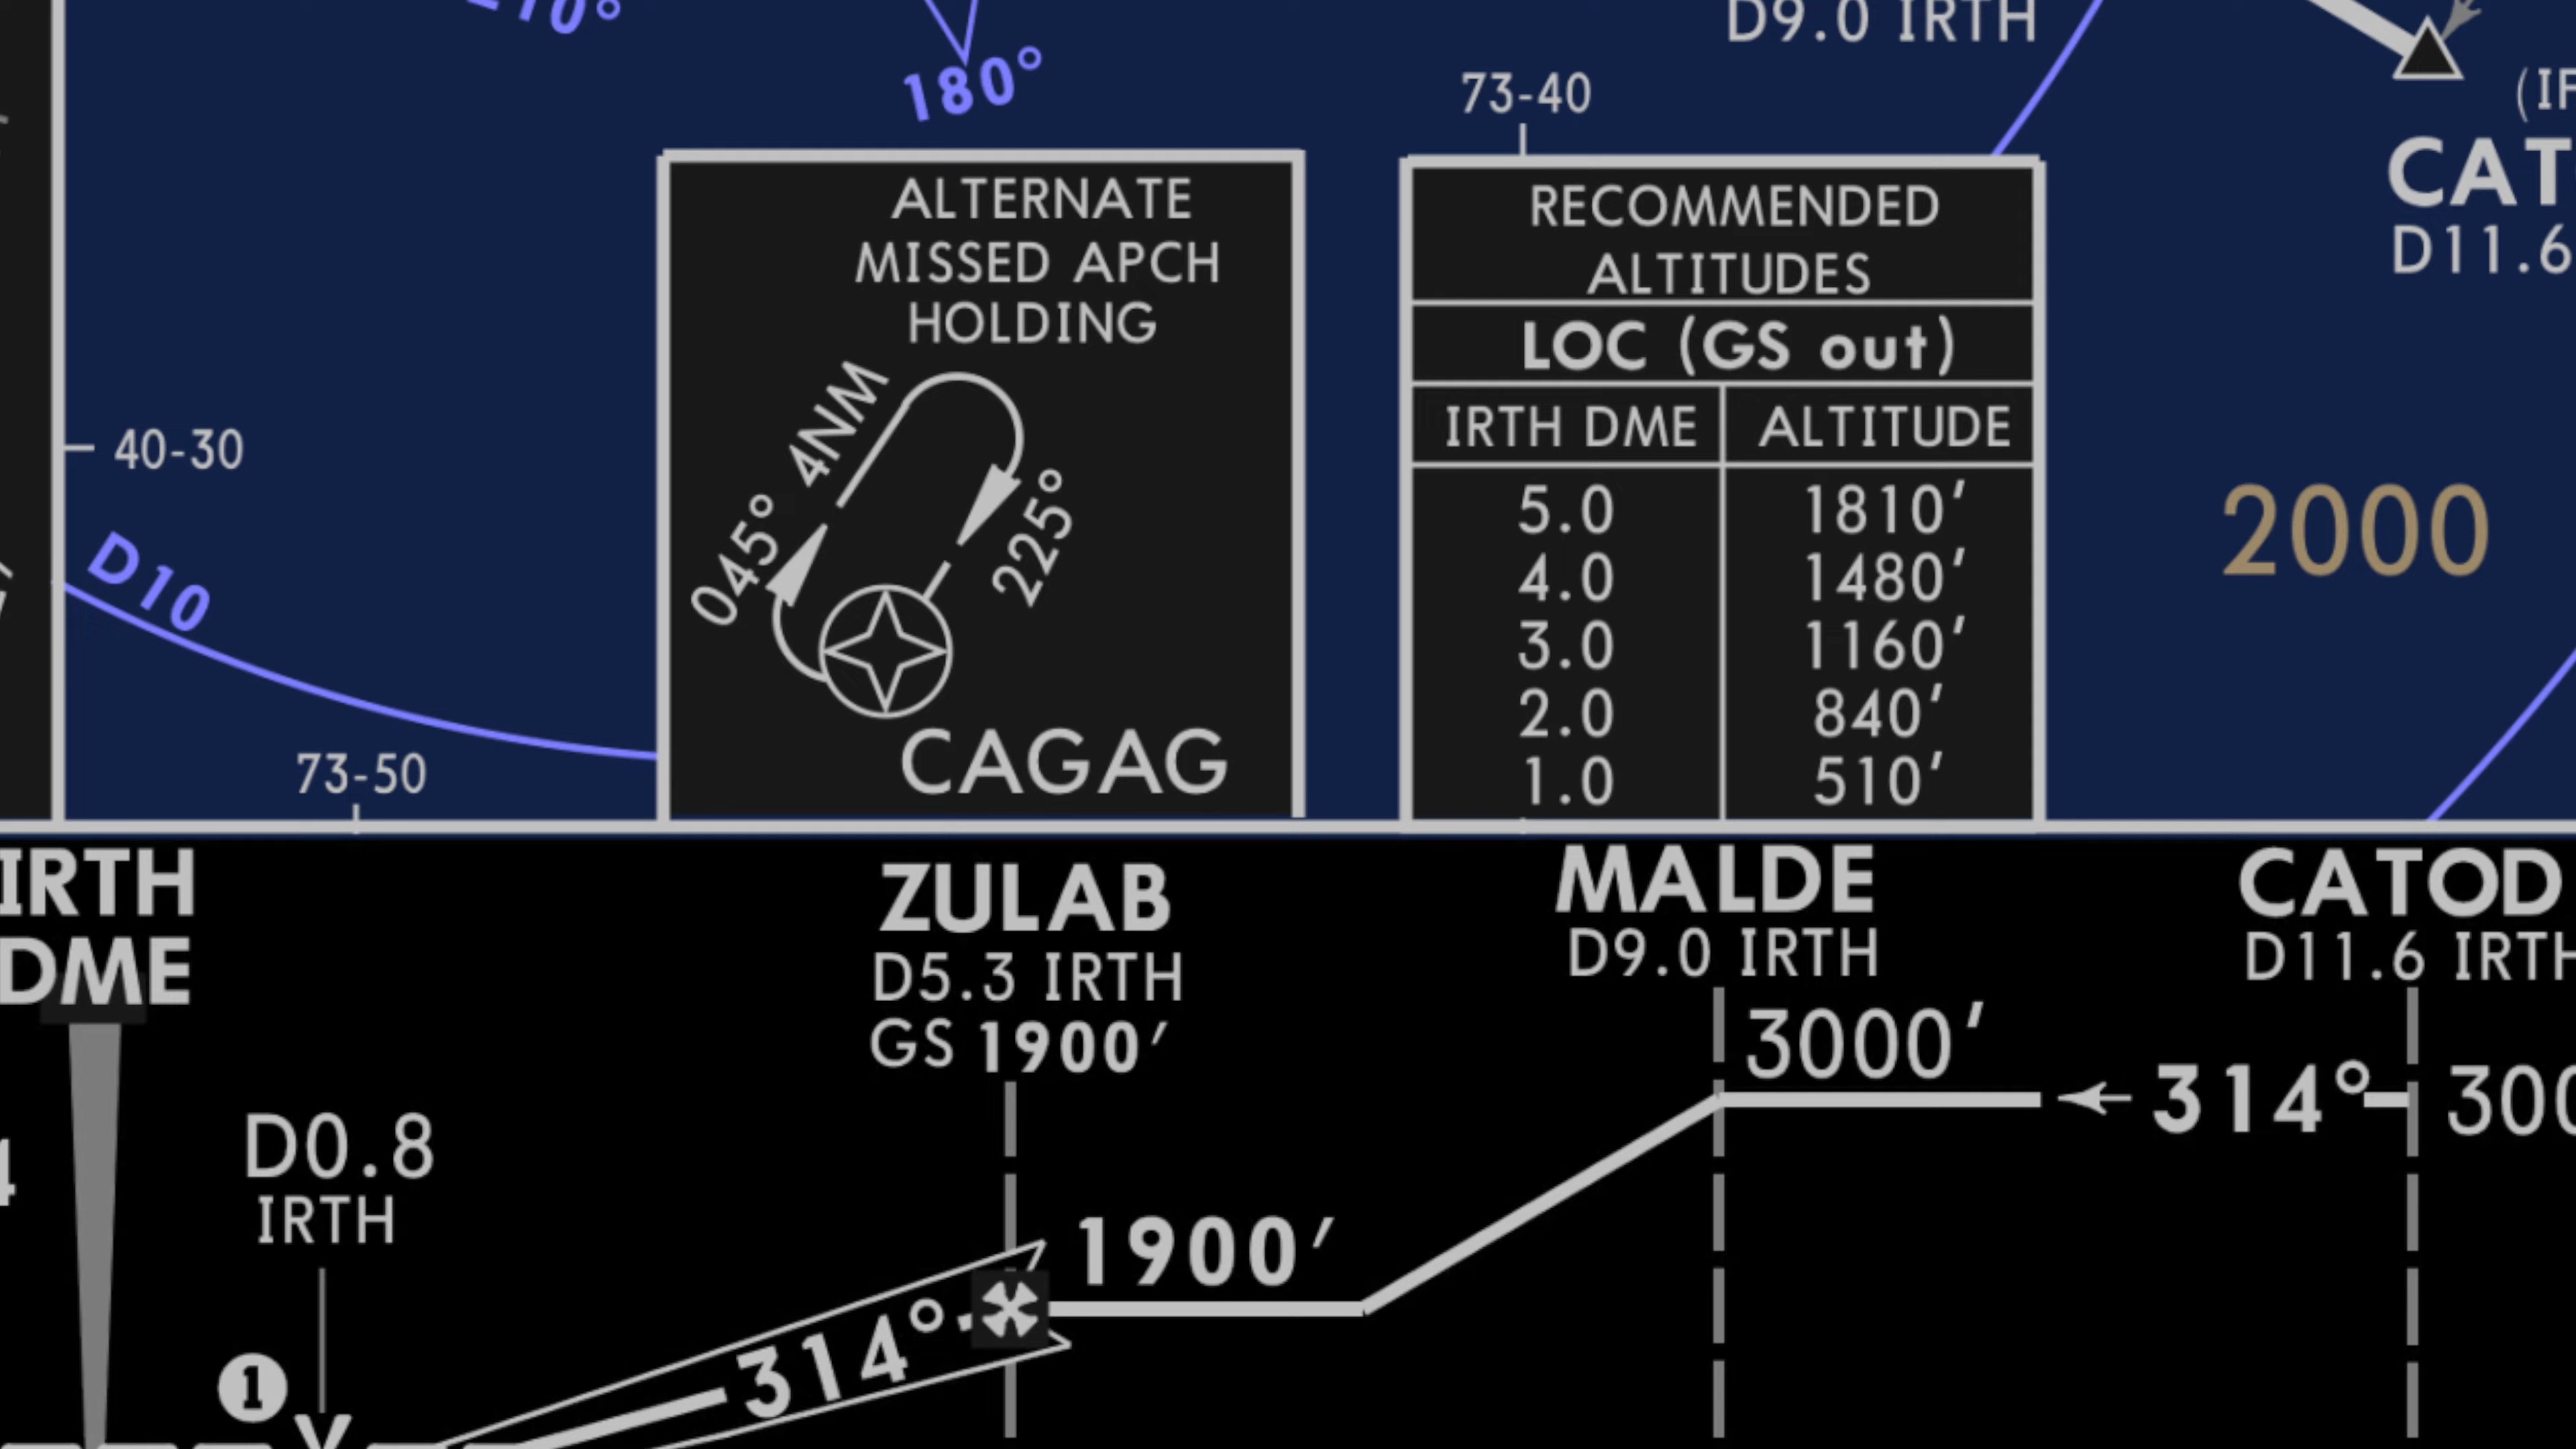 180°
D9.0 IRTH
73-40
ALTERNATE
MISSED APCH
HOLDING
045° 4NM
225°
CAGAG
RECOMMENDED
ALTITUDES
LOC (GS out)
IRTH DME ALTITUDE
5.0 1810′
4.0 1480′
3.0 1160′
2.0 840′
1.0 510′
D11.6
2000
40-30
D10
73-50
IRTH
DME
D0.8
IRTH
1
ZULAB
D5.3 IRTH
GS 1900′
MALDE
D9.0 IRTH
3000′
CATOD
D11.6 IRTH
314°
1900′
314°